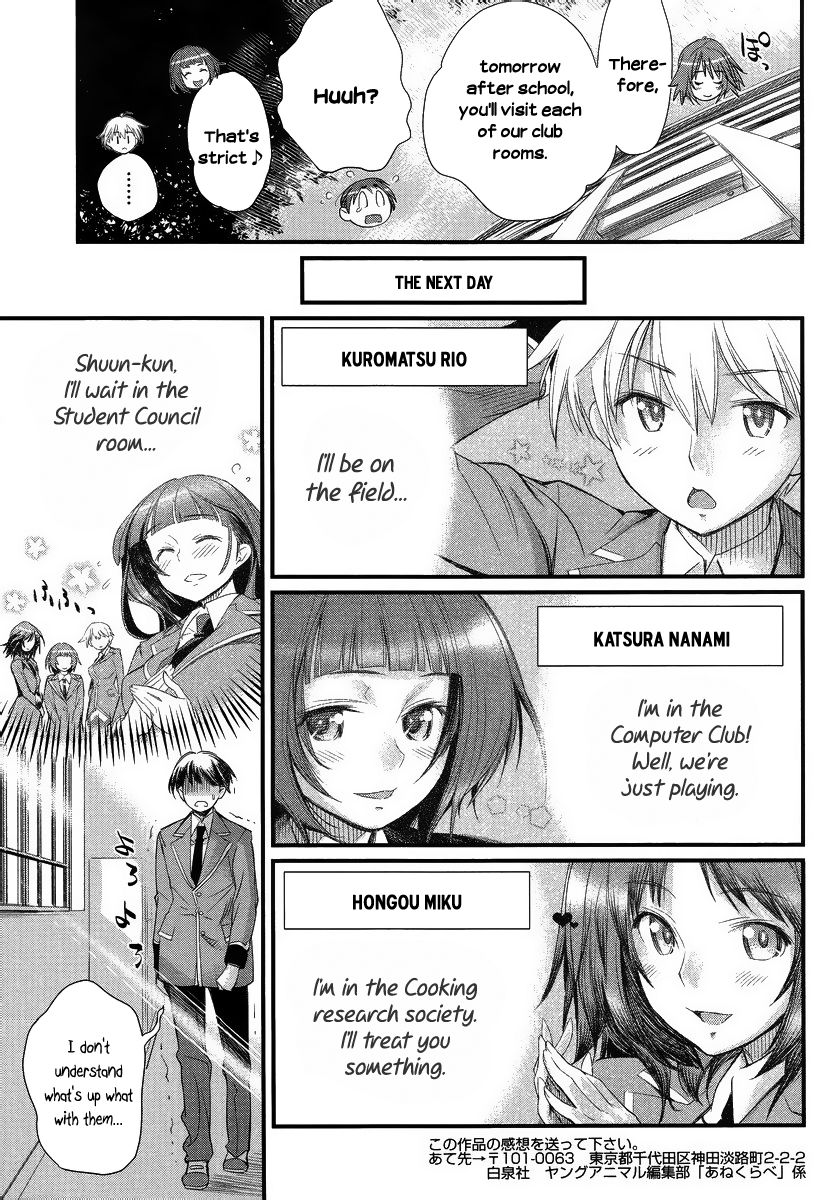 There-
fore,
tomorrow
after school,
you'll visit each
of our club
rooms.
Huuh?
That's
strict♪
......
THE NEXT DAY
KUROMATSU RIO
I'll be on
the field...
KATSURA NANAMI
I'm in the
Computer Club!
Well, we're
just playing.
HONGOU MIKU
I'm in the Cooking
research society.
I'll treat you
something.
Shuun-kun,
I'll wait in the
Student Council
room...
ふふっ
I don't
understand
what's up what
with them...
この作品の感想を送って下さい。
あて先→〒101-0063 東京都千代田区神田淡路町2-2-2
白泉社 ヤングアニマル編集部「あねくらべ」係